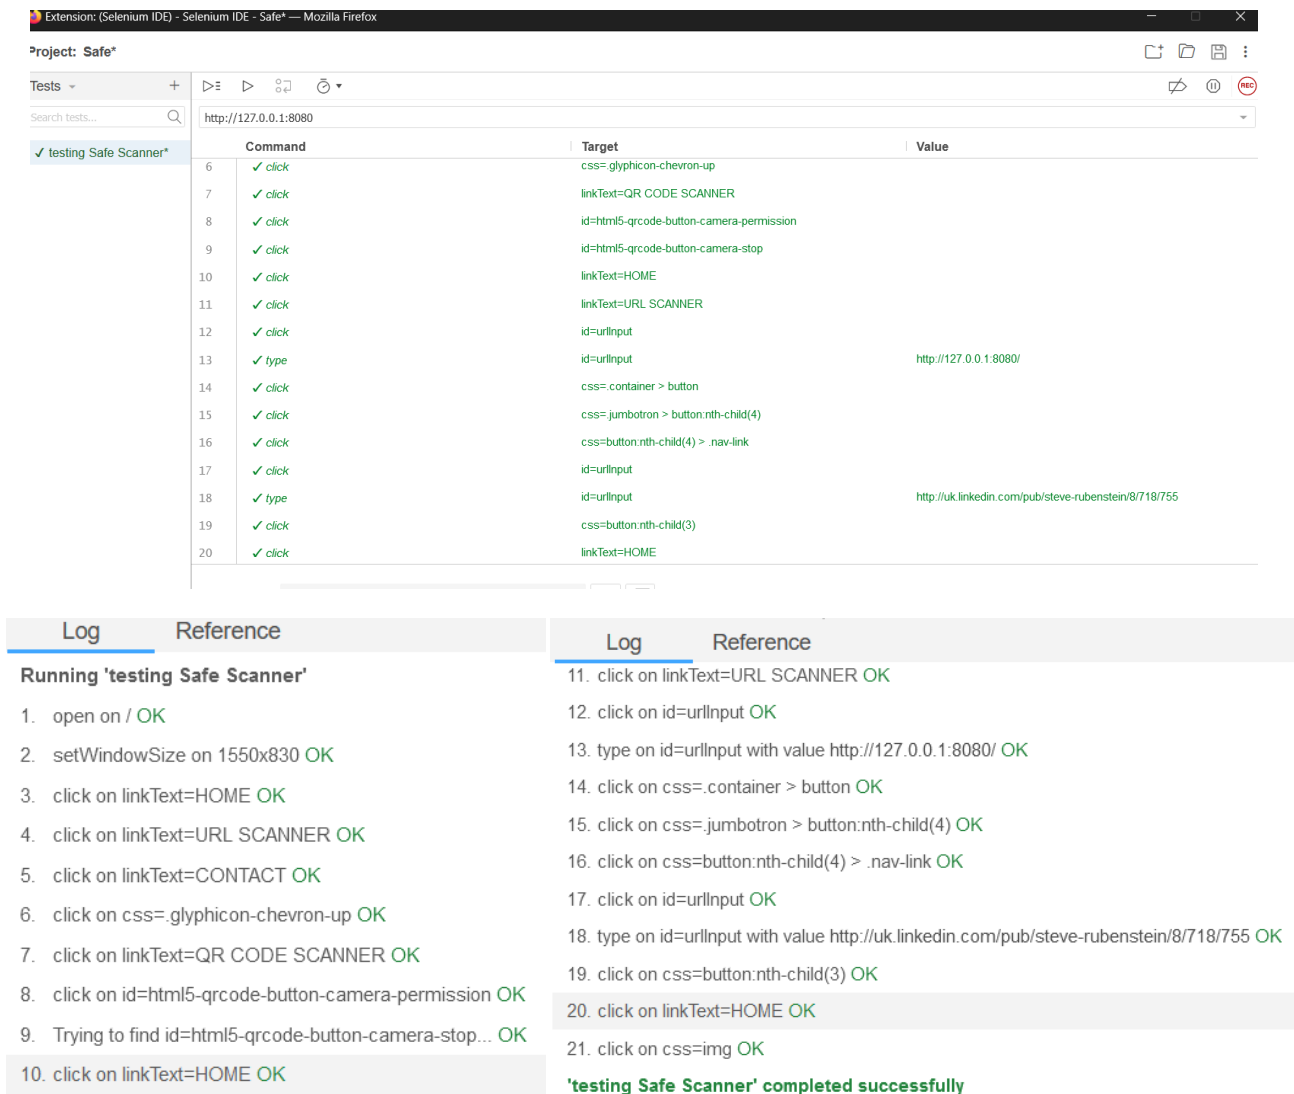 Extension: (Selenium IDE) - Selenium IDE - Safe* — Mozilla Firefox
Project: Safe*
Tests
Search tests...
http://127.0.0.1:8080
✓ testing Safe Scanner*
Command Target Value
6 ✓ click css=.glyphicon-chevron-up
7 ✓ click linkText=QR CODE SCANNER
8 ✓ click id=html5-qrcode-button-camera-permission
9 ✓ click id=html5-qrcode-button-camera-stop
10 ✓ click linkText=HOME
11 ✓ click linkText=URL SCANNER
12 ✓ click id=urlInput
13 ✓ type id=urlInput http://127.0.0.1:8080/
14 ✓ click css=.container > button
15 ✓ click css=.jumbotron > button:nth-child(4)
16 ✓ click css=button:nth-child(4) > .nav-link
17 ✓ click id=urlInput
18 ✓ type id=urlInput http://uk.linkedin.com/pub/steve-rubenstein/8/718/755
19 ✓ click css=button:nth-child(3)
20 ✓ click linkText=HOME
REC
Log Reference
Running 'testing Safe Scanner'
1. open on / OK
2. setWindowSize on 1550x830 OK
3. click on linkText=HOME OK
4. click on linkText=URL SCANNER OK
5. click on linkText=CONTACT OK
6. click on css=.glyphicon-chevron-up OK
7. click on linkText=QR CODE SCANNER OK
8. click on id=html5-qrcode-button-camera-permission OK
9. Trying to find id=html5-qrcode-button-camera-stop... OK
10. click on linkText=HOME OK
Log Reference
11. click on linkText=URL SCANNER OK
12. click on id=urlInput OK
13. type on id=urlInput with value http://127.0.0.1:8080/ OK
14. click on css=.container > button OK
15. click on css=.jumbotron > button:nth-child(4) OK
16. click on css=button:nth-child(4) > .nav-link OK
17. click on id=urlInput OK
18. type on id=urlInput with value http://uk.linkedin.com/pub/steve-rubenstein/8/718/755 OK
19. click on css=button:nth-child(3) OK
20. click on linkText=HOME OK
21. click on css=img OK
'testing Safe Scanner' completed successfully